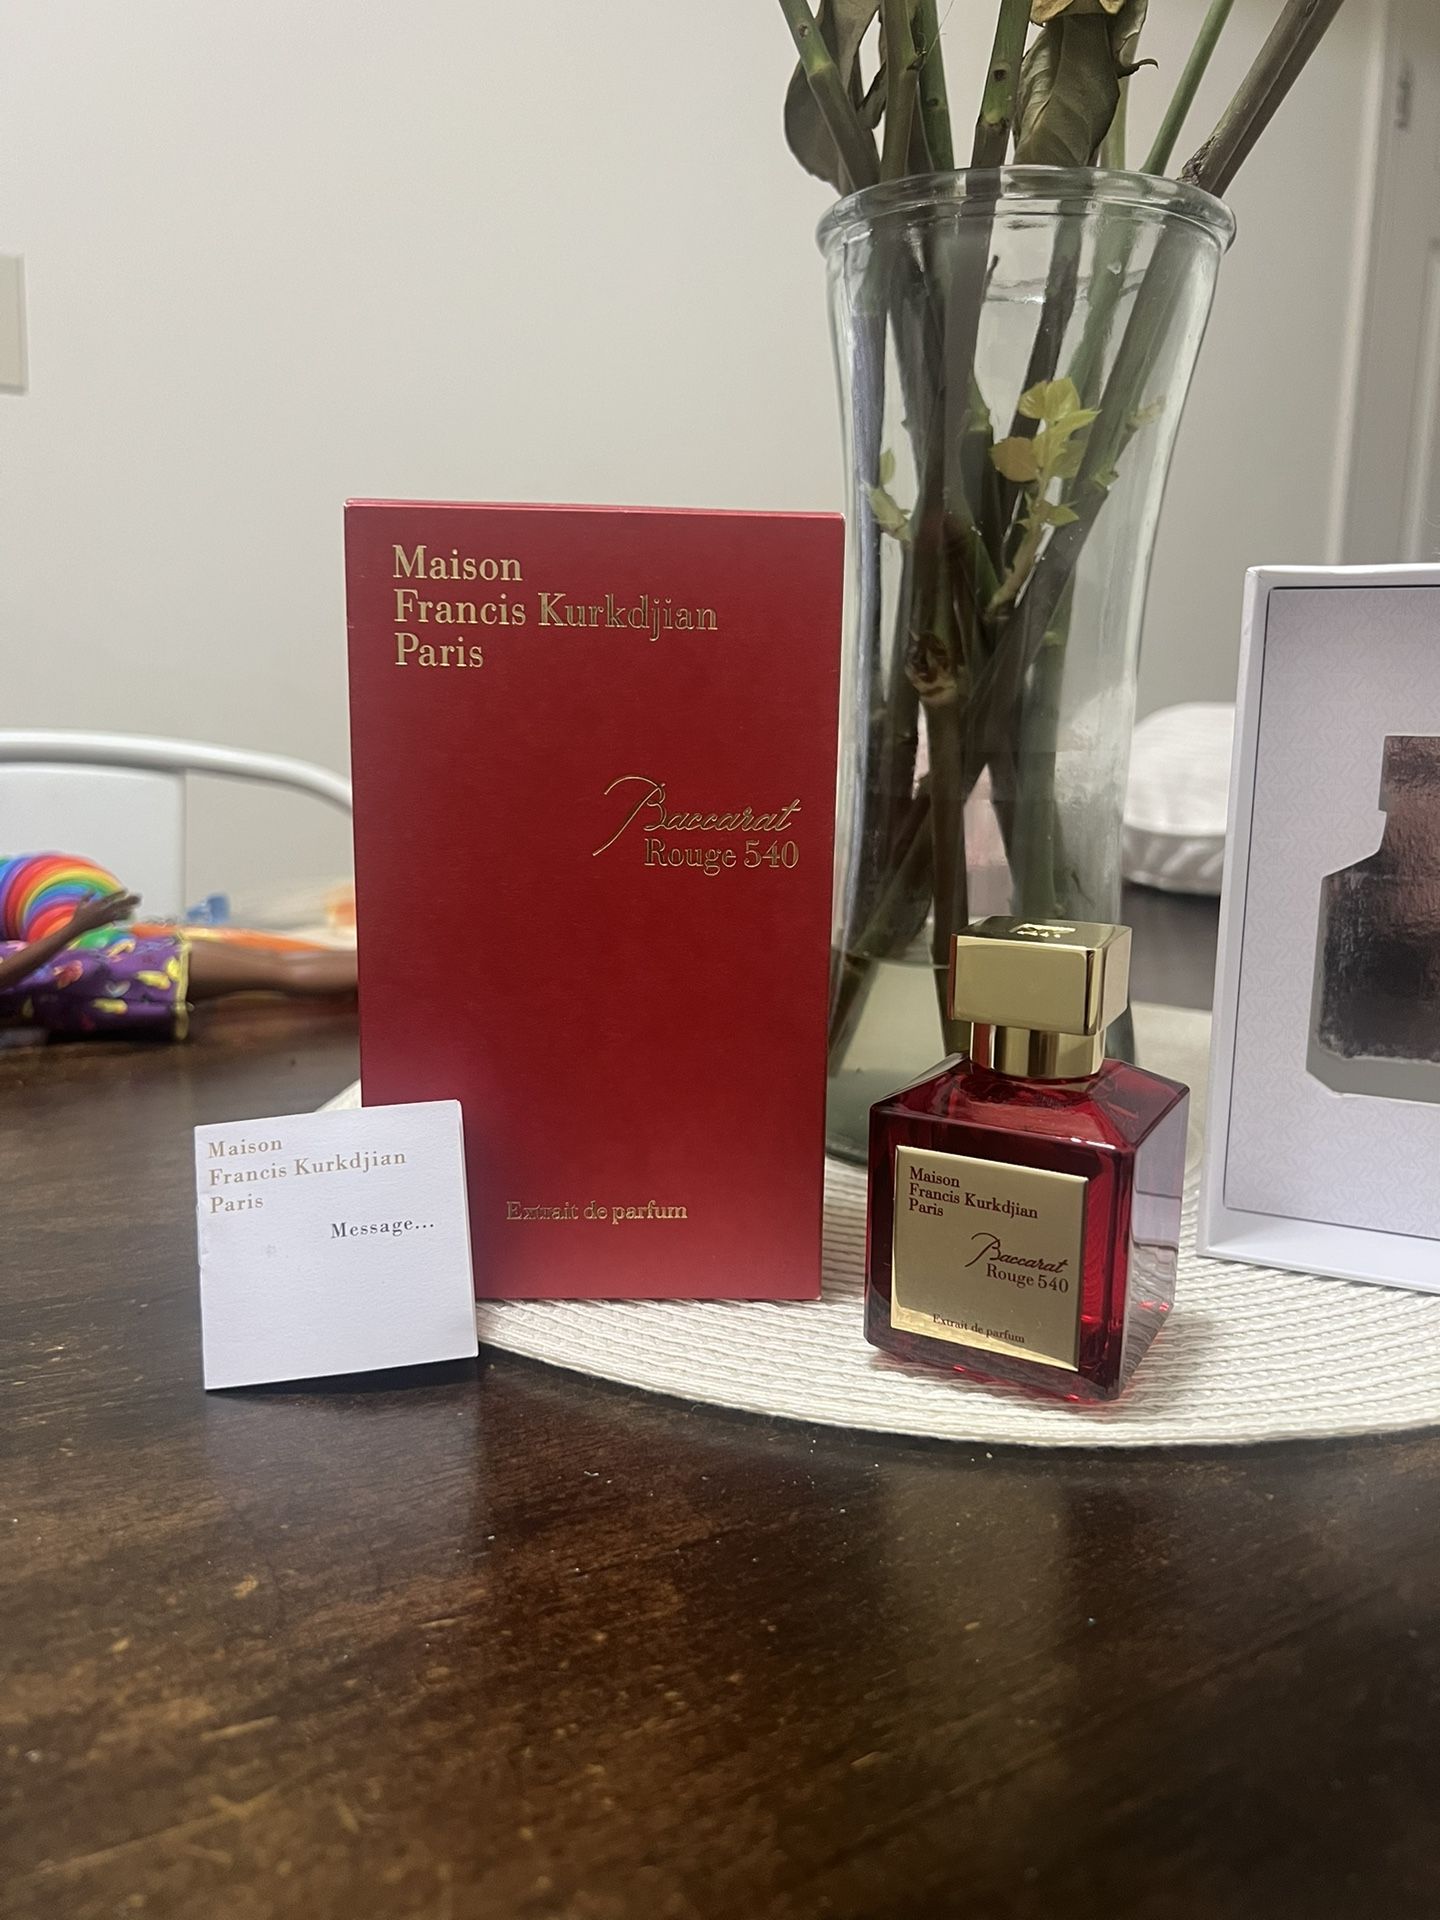 Maison
Francis Kurkdjian
Paris
Baccarat
Rouge 540
Extrait de parfum
Maison
Francis Kurkdjian
Paris
Message...
Maison
Francis Kurkdjian
Paris
Baccarat
Rouge 540
Extrait de parfum